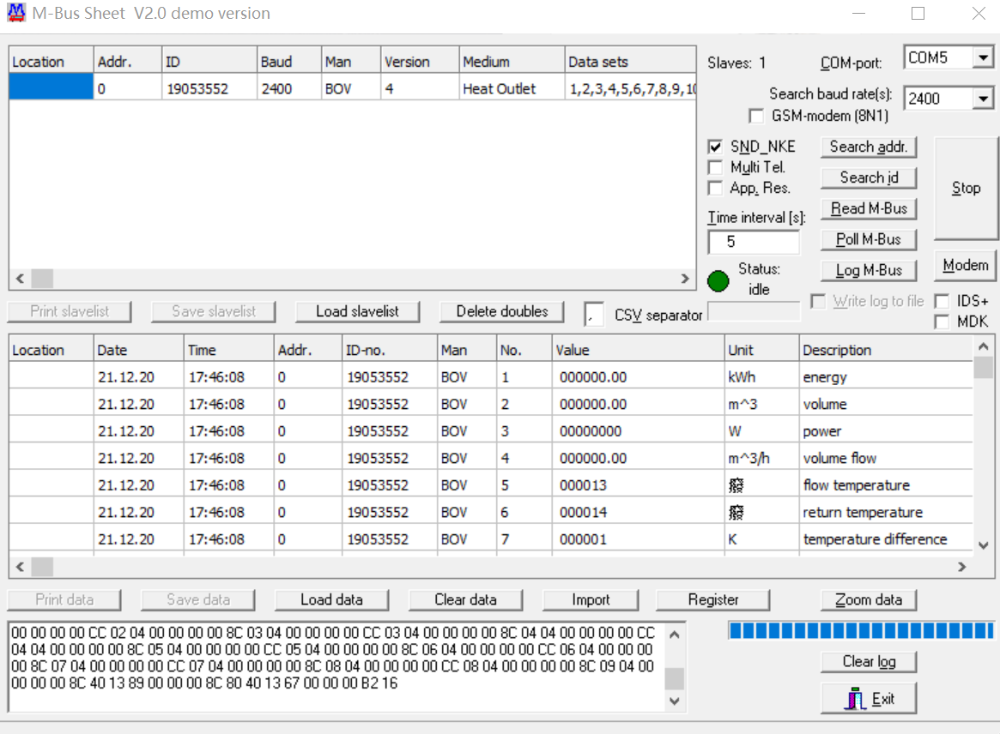 M-Bus Sheet V2.0 demo version
Location Addr. ID Baud Man Version Medium Data sets
0 19053552 2400 BOV 4 Heat Outlet 1,2,3,4,5,6,7,8,9,10
Slaves: 1 COM-port: COM5
Search baud rate(s): 2400
GSM-modem (8N1)
SND_NKE Search addr.
Multi Tel.
App. Res. Search id
Stop
Time interval [s]: Read M-Bus
5 Poll M-Bus
Status: Log M-Bus Modem
idle
Write log to file IDS+
MDK
Print slavelist Save slavelist Load slavelist Delete doubles , CSV separator
Location Date Time Addr. ID-no. Man No. Value Unit Description
21.12.20 17:46:08 0 19053552 BOV 1 000000.00 kWh energy
21.12.20 17:46:08 0 19053552 BOV 2 000000.00 m^3 volume
21.12.20 17:46:08 0 19053552 BOV 3 00000000 W power
21.12.20 17:46:08 0 19053552 BOV 4 000000.00 m^3/h volume flow
21.12.20 17:46:08 0 19053552 BOV 5 000013 flow temperature
21.12.20 17:46:08 0 19053552 BOV 6 000014 return temperature
21.12.20 17:46:08 0 19053552 BOV 7 000001 K temperature difference
Print data Save data Load data Clear data Import Register Zoom data
00 00 00 00 CC 02 04 00 00 00 00 8C 03 04 00 00 00 00 CC 03 04 00 00 00 00 8C 04 04 00 00 00 00 CC
04 04 00 00 00 00 8C 05 04 00 00 00 00 CC 05 04 00 00 00 00 8C 06 04 00 00 00 00 CC 06 04 00 00 00
00 8C 07 04 00 00 00 00 CC 07 04 00 00 00 00 8C 08 04 00 00 00 00 CC 08 04 00 00 00 00 8C 09 04 00
00 00 00 8C 40 13 89 00 00 00 8C 80 40 13 67 00 00 00 B2 16
Clear log
Exit